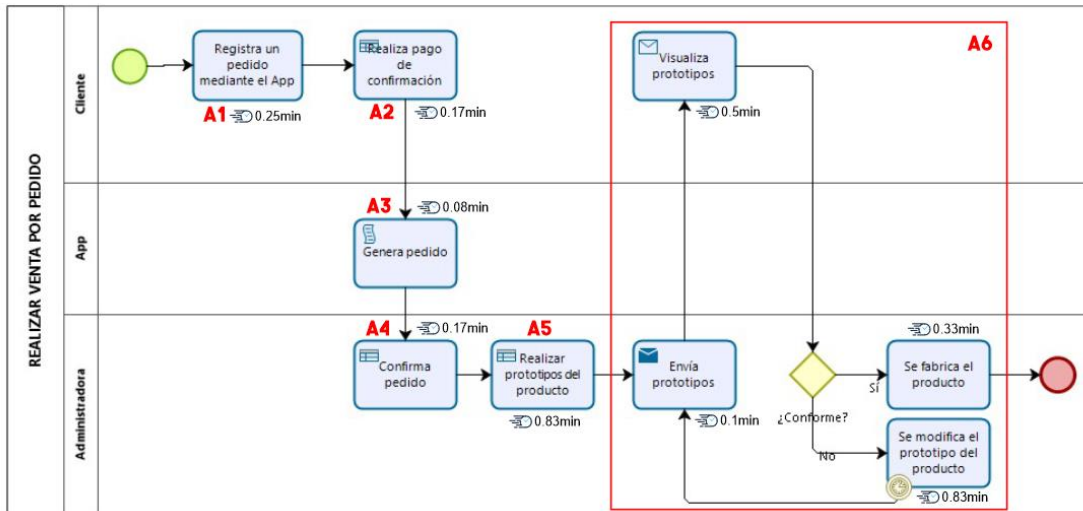 REALIZAR VENTA POR PEDIDO
Cliente
Registra un
pedido
mediante el App
A1 0.25min
Realiza pago
de
confirmación
A2 0.17min
Visualiza
prototipos
0.5min
A6
App
A3 0.08min
Genera pedido
Administradora
A4 0.17min
Confirma
pedido
A5
Realizar
prototipos del
producto
0.83min
Envía
prototipos
0.1min
¿Conforme?
Sí
No
0.33min
Se fabrica el
producto
Se modifica el
prototipo del
producto
0.83min